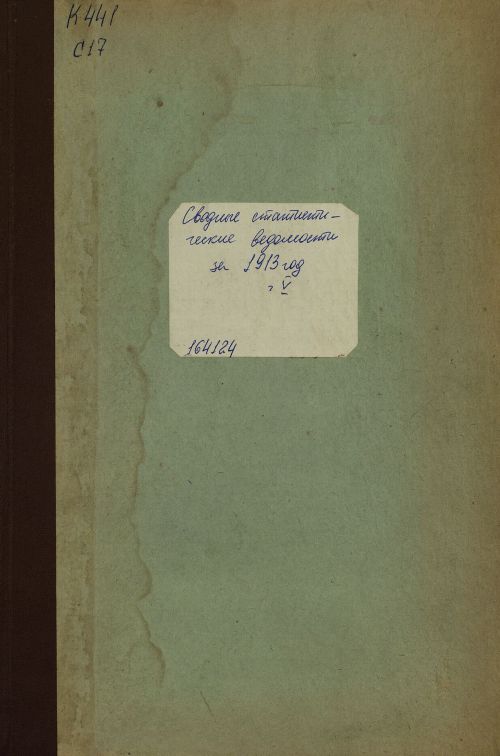 К441
С17
Сводные статисти-
ческие ведомости
за 1913 год
V
164124